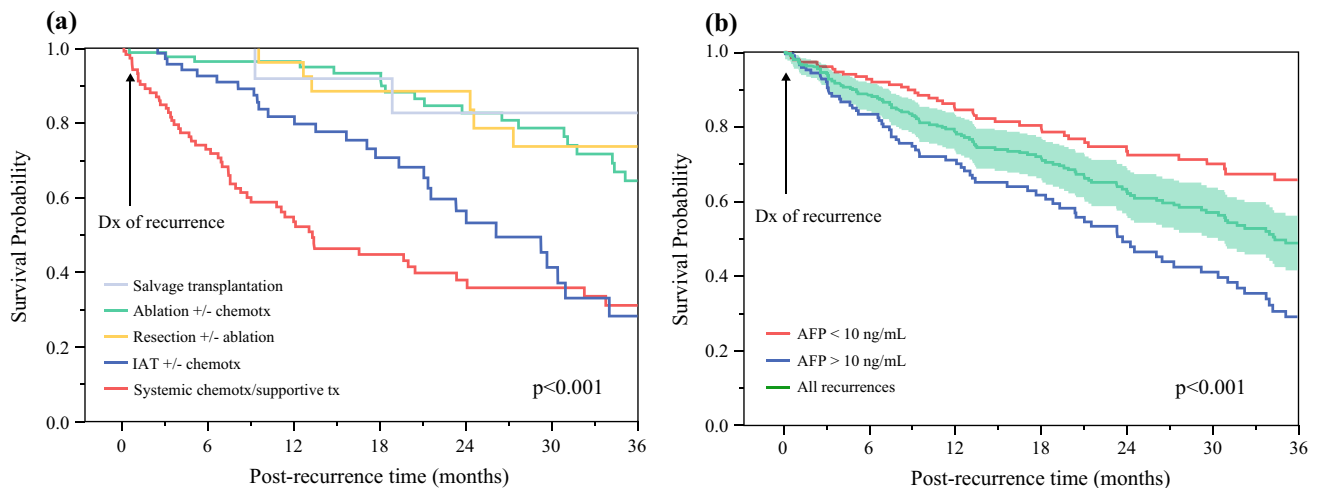 (a)
Survival Probability
1.0
0.8
0.6
0.4
0.2
0.0
Dx of recurrence
Salvage transplantation
Ablation +/- chemotx
Resection +/- ablation
IAT +/- chemotx
Systemic chemotx/supportive tx
p<0.001
0 6 12 18 24 30 36
Post-recurrence time (months)
(b)
Survival Probability
1.0
0.8
0.6
0.4
0.2
0.0
Dx of recurrence
AFP < 10 ng/mL
AFP > 10 ng/mL
All recurrences
p<0.001
0 6 12 18 24 30 36
Post-recurrence time (months)